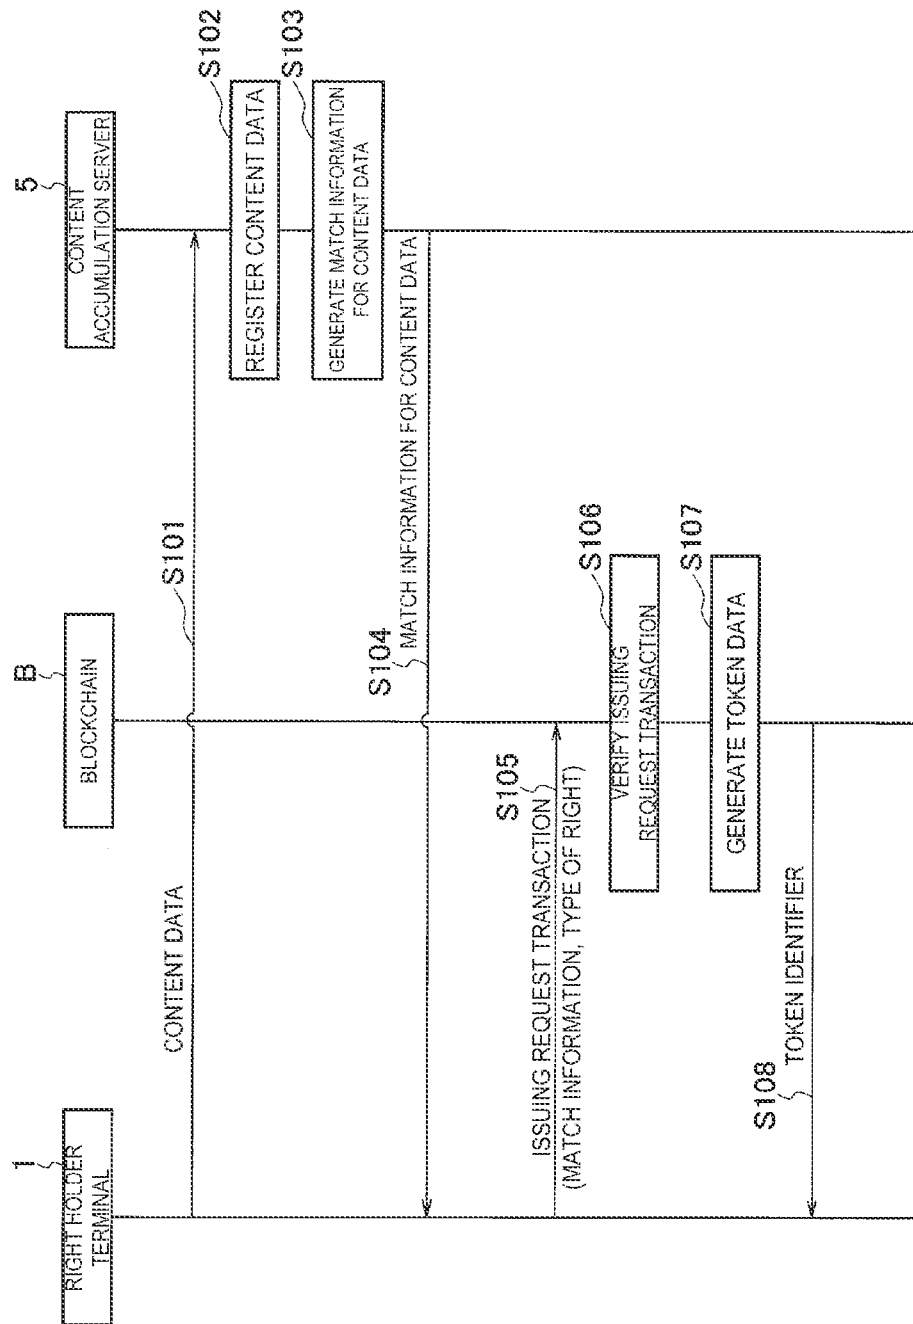 1
RIGHT HOLDER
TERMINAL
B
BLOCKCHAIN
5
CONTENT
ACCUMULATION SERVER
CONTENT DATA
S101
S102
REGISTER CONTENT DATA
S103
GENERATE MATCH INFORMATION
FOR CONTENT DATA
S104
MATCH INFORMATION FOR CONTENT DATA
ISSUING REQUEST TRANSACTION
(MATCH INFORMATION, TYPE OF RIGHT)
S105
S106
VERIFY ISSUING
REQUEST TRANSACTION
S107
GENERATE TOKEN DATA
S108
TOKEN IDENTIFIER